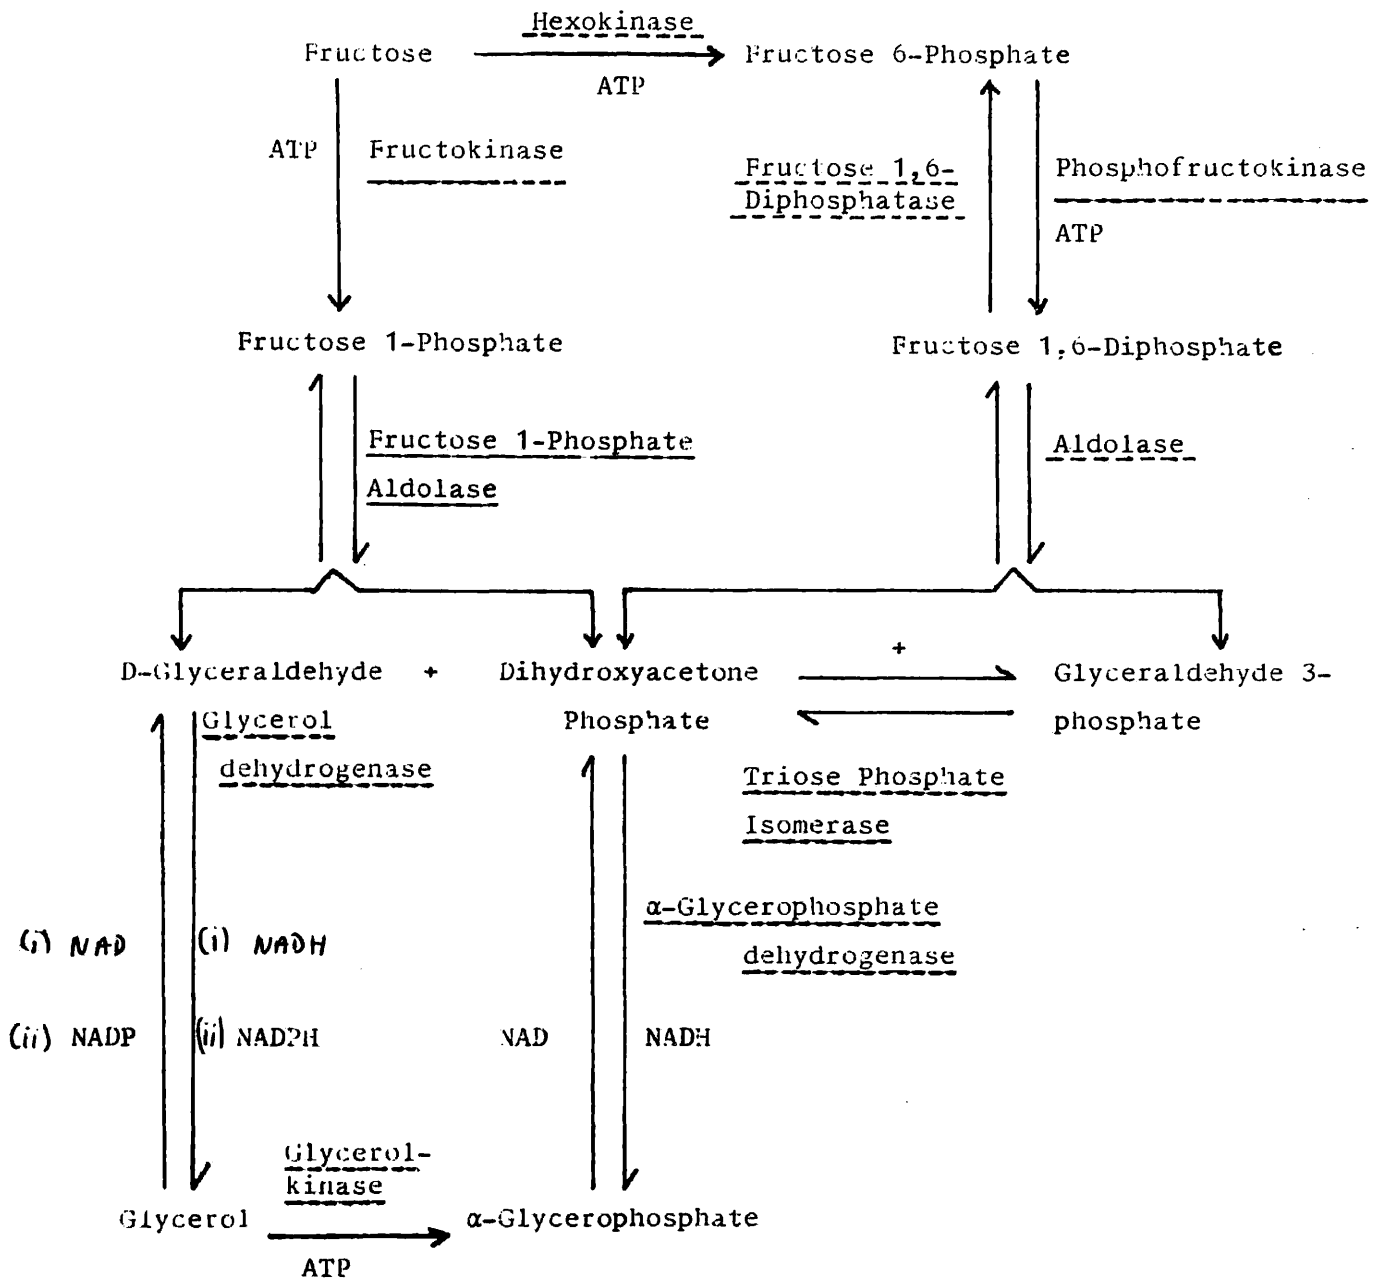 Hexokinase
Fructose
Fructose 6-Phosphate
ATP
ATP
Fructokinase
Fructose 1,6-
Diphosphatase
Phosphofructokinase
ATP
Fructose 1-Phosphate
Fructose 1,6-Diphosphate
Fructose 1-Phosphate
Aldolase
Aldolase
D-Glyceraldehyde + Dihydroxyacetone
Phosphate
+
Glyceraldehyde 3-
phosphate
Glycerol
dehydrogenase
Triose Phosphate
Isomerase
α-Glycerophosphate
dehydrogenase
(i) NAD
(i) NADH
(ii) NADP
(ii) NADPH
NAD
NADH
Glycerol-
kinase
Glycerol
α-Glycerophosphate
ATP